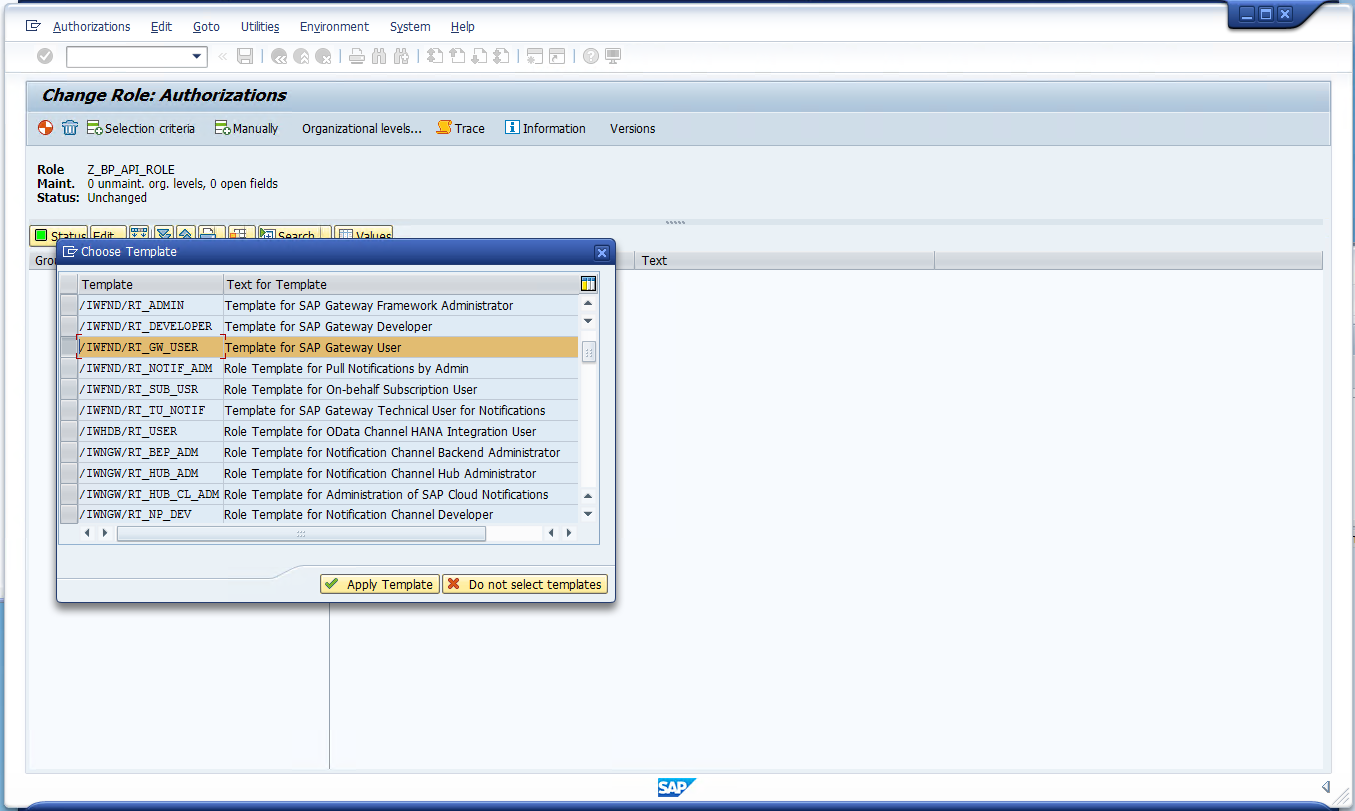 Authorizations Edit Goto Utilities Environment System Help
Change Role: Authorizations
Selection criteria Manually Organizational levels... Trace Information Versions
Role Z_BP_API_ROLE
Maint. 0 unmaint. org. levels, 0 open fields
Status: Unchanged
Status Edit Search Values
Choose Template
Grou Text
Template Text for Template
/IWFND/RT_ADMIN Template for SAP Gateway Framework Administrator
/IWFND/RT_DEVELOPER Template for SAP Gateway Developer
/IWFND/RT_GW_USER Template for SAP Gateway User
/IWFND/RT_NOTIF_ADM Role Template for Pull Notifications by Admin
/IWFND/RT_SUB_USR Role Template for On-behalf Subscription User
/IWFND/RT_TU_NOTIF Template for SAP Gateway Technical User for Notifications
/IWHDB/RT_USER Role Template for OData Channel HANA Integration User
/IWNGW/RT_BEP_ADM Role Template for Notification Channel Backend Administrator
/IWNGW/RT_HUB_ADM Role Template for Notification Channel Hub Administrator
/IWNGW/RT_HUB_CL_ADM Role Template for Administration of SAP Cloud Notifications
/IWNGW/RT_NP_DEV Role Template for Notification Channel Developer
Apply Template Do not select templates
SAP